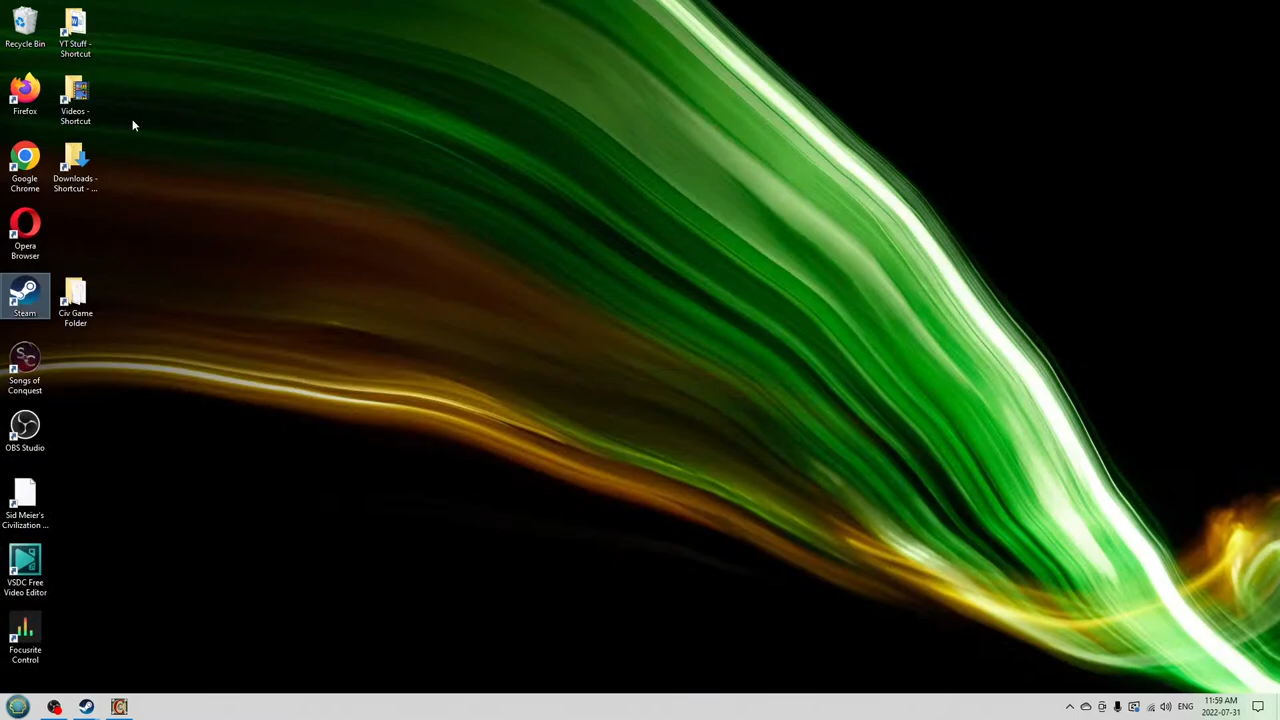 Recycle Bin
YT Stuff -
Shortcut
Firefox
Videos -
Shortcut
Google
Chrome
Downloads -
Shortcut - ...
Opera
Browser
Steam
Civ Game
Folder
SC
Songs of
Conquest
OBS Studio
Sid Meier's
Civilization ...
VSDC Free
Video Editor
Focusrite
Control
ENG
11:59 AM
2022-07-31